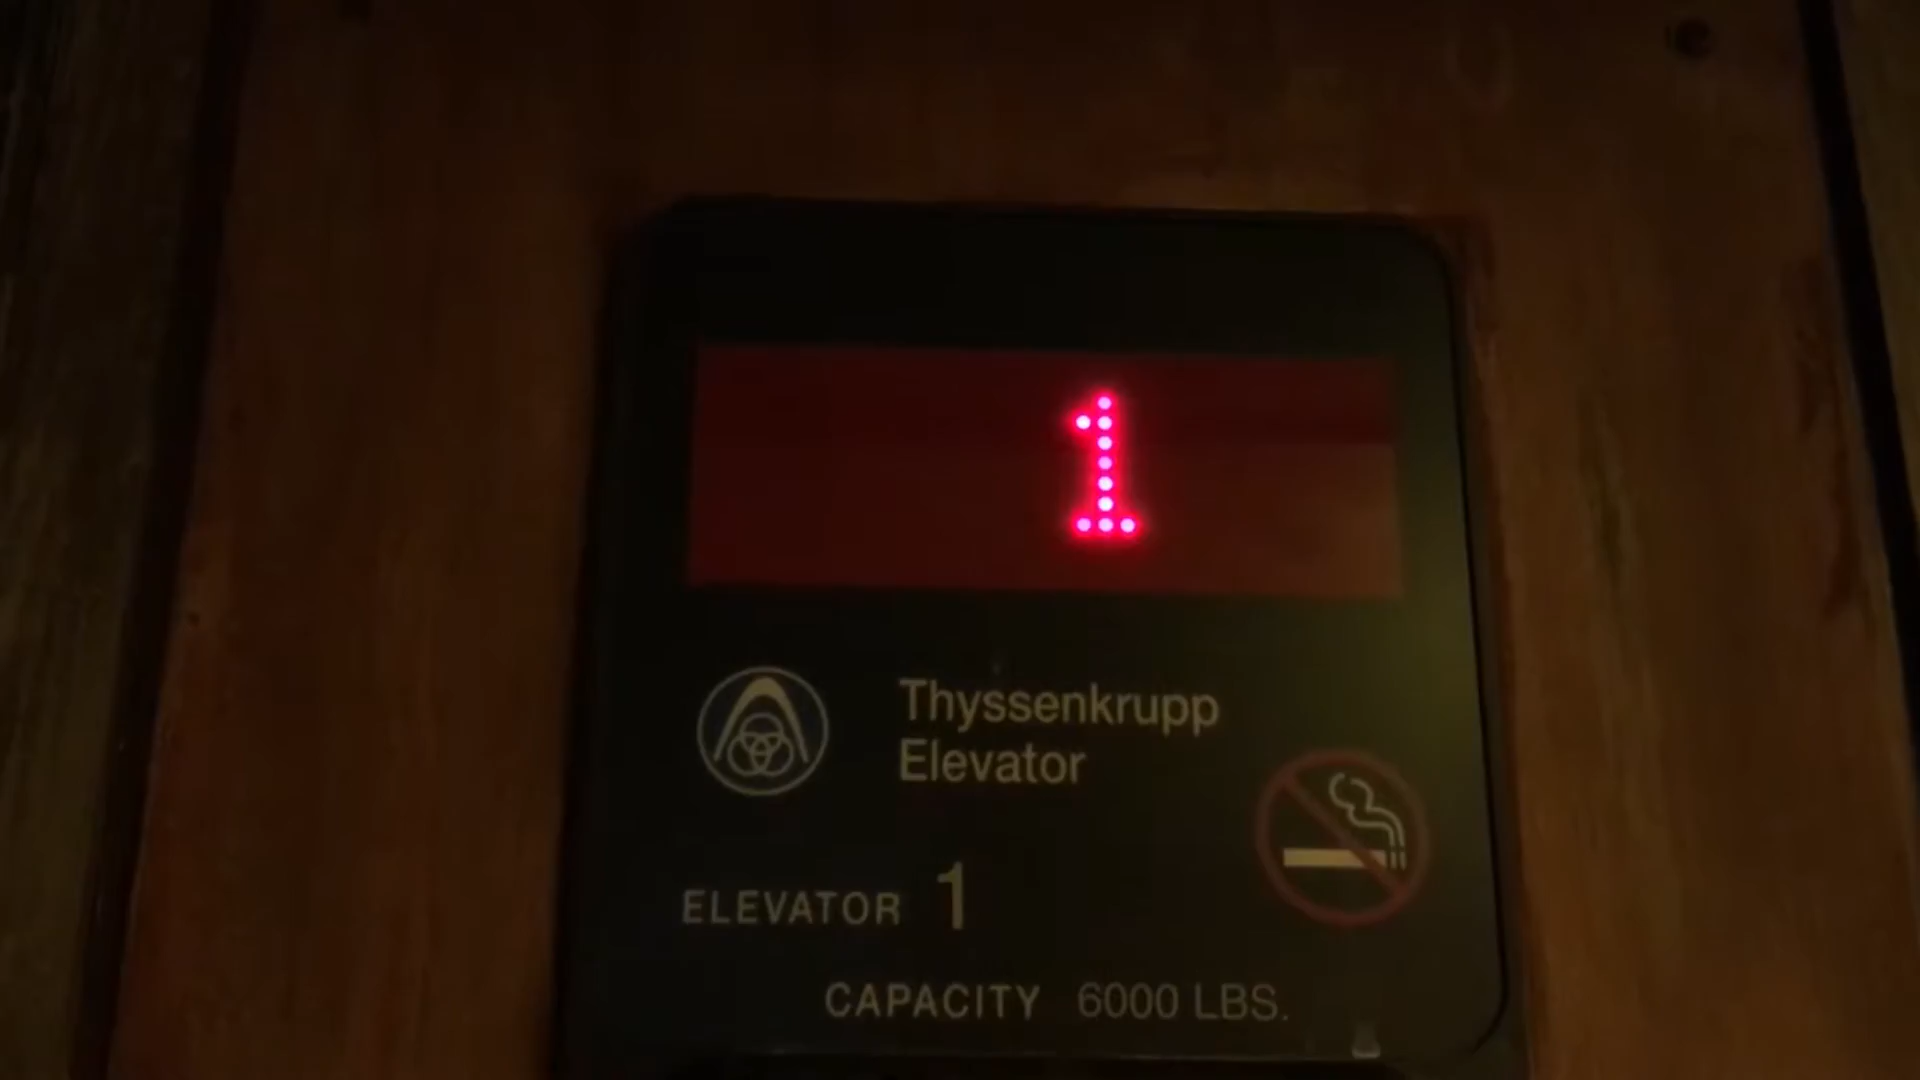 1
Thyssenkrupp
Elevator
ELEVATOR 1
CAPACITY 6000 LBS.